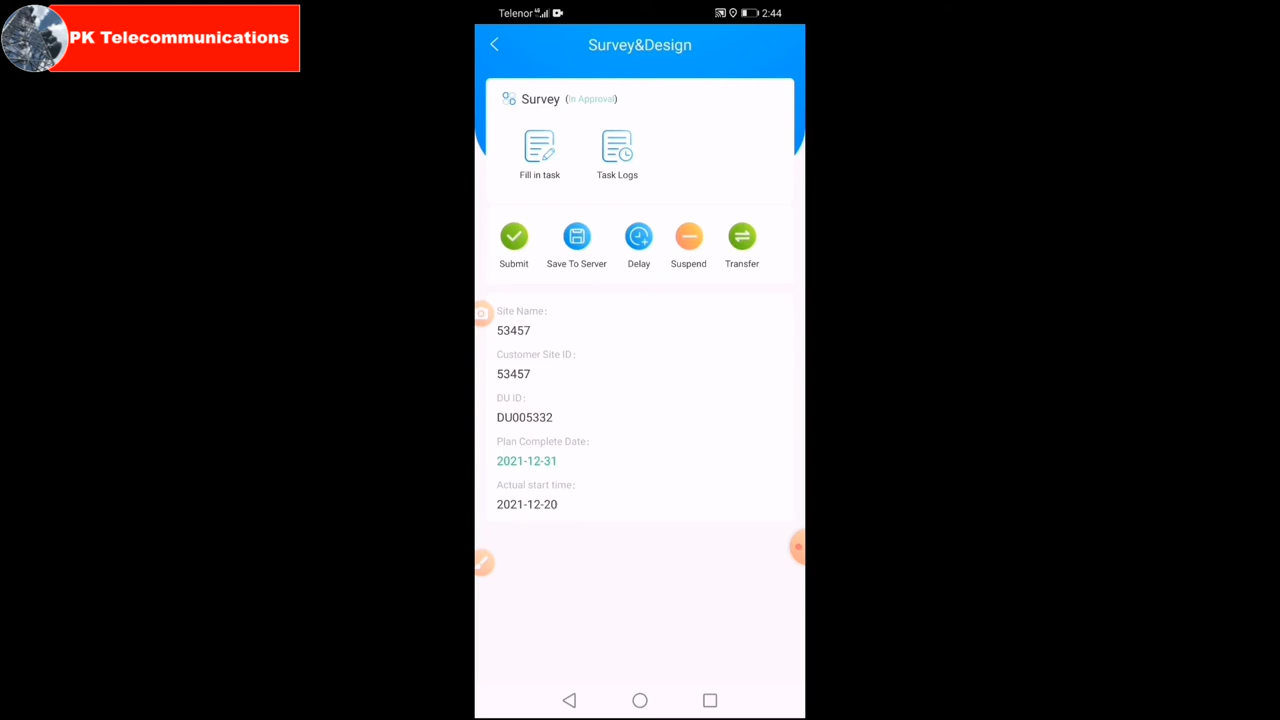 PK Telecommunications
Telenor 4G 2:44
Survey&Design
Survey (In Approval)
Fill in task Task Logs
Submit Save To Server Delay Suspend Transfer
Site Name:
53457
Customer Site ID:
53457
DU ID:
DU005332
Plan Complete Date:
2021-12-31
Actual start time:
2021-12-20